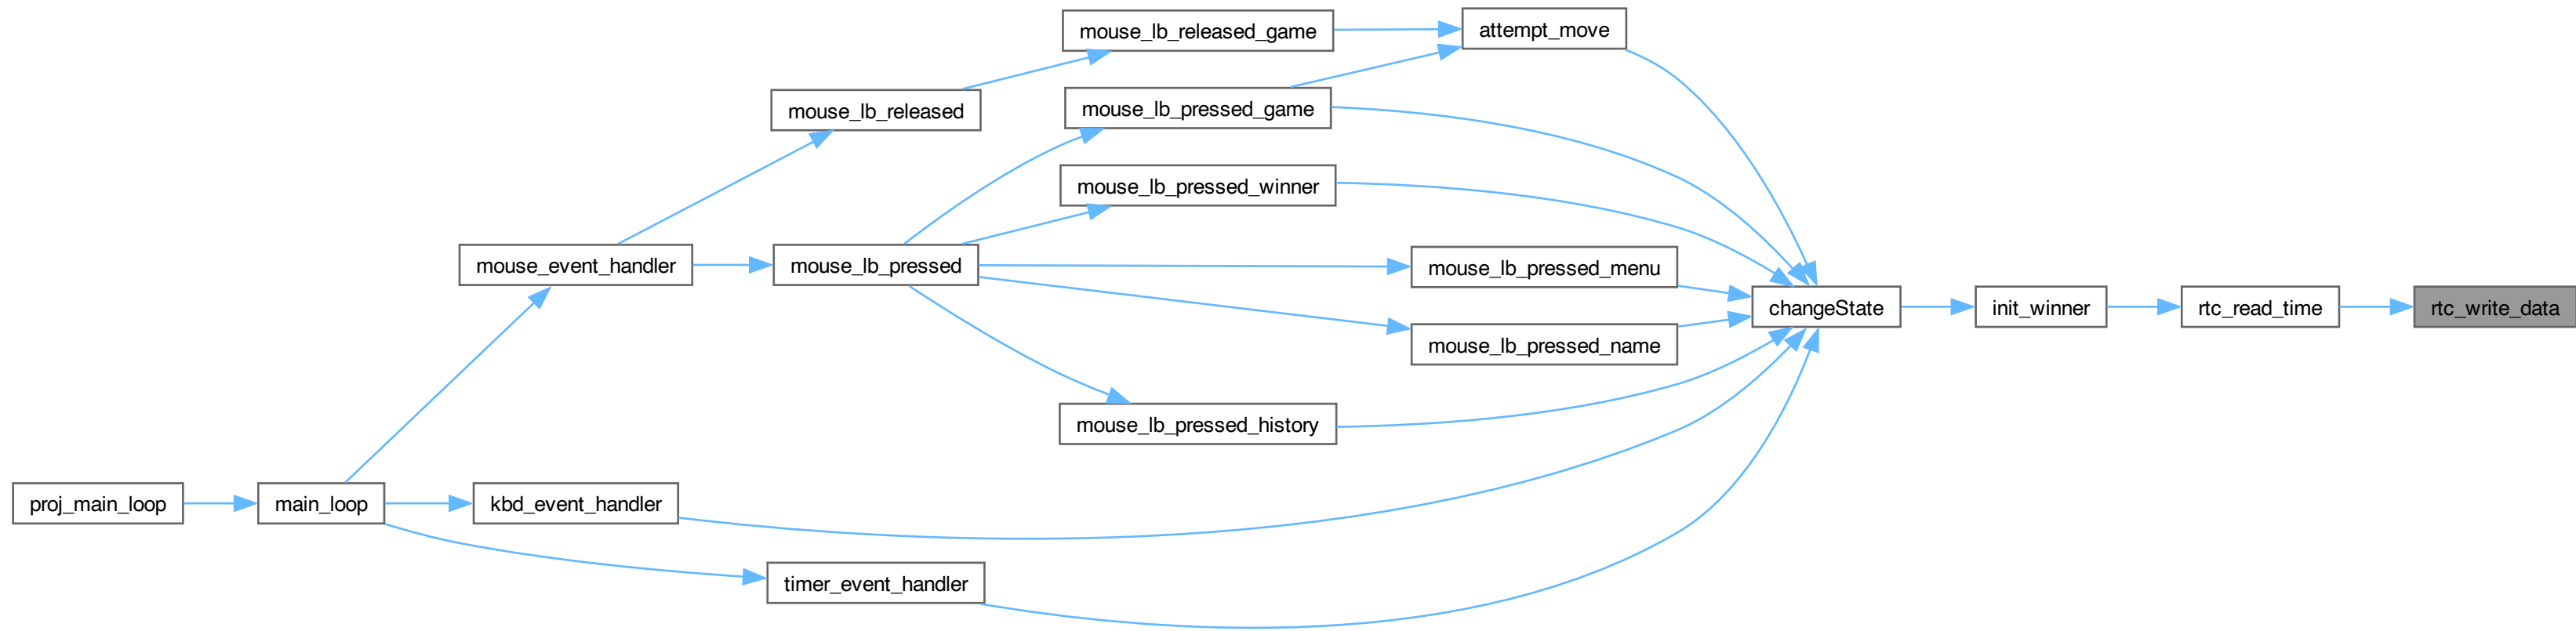 mouse_lb_released_game
attempt_move
mouse_lb_released
mouse_lb_pressed_game
mouse_lb_pressed_winner
mouse_event_handler
mouse_lb_pressed
mouse_lb_pressed_menu
changeState
init_winner
rtc_read_time
rtc_write_data
mouse_lb_pressed_name
mouse_lb_pressed_history
proj_main_loop
main_loop
kbd_event_handler
timer_event_handler